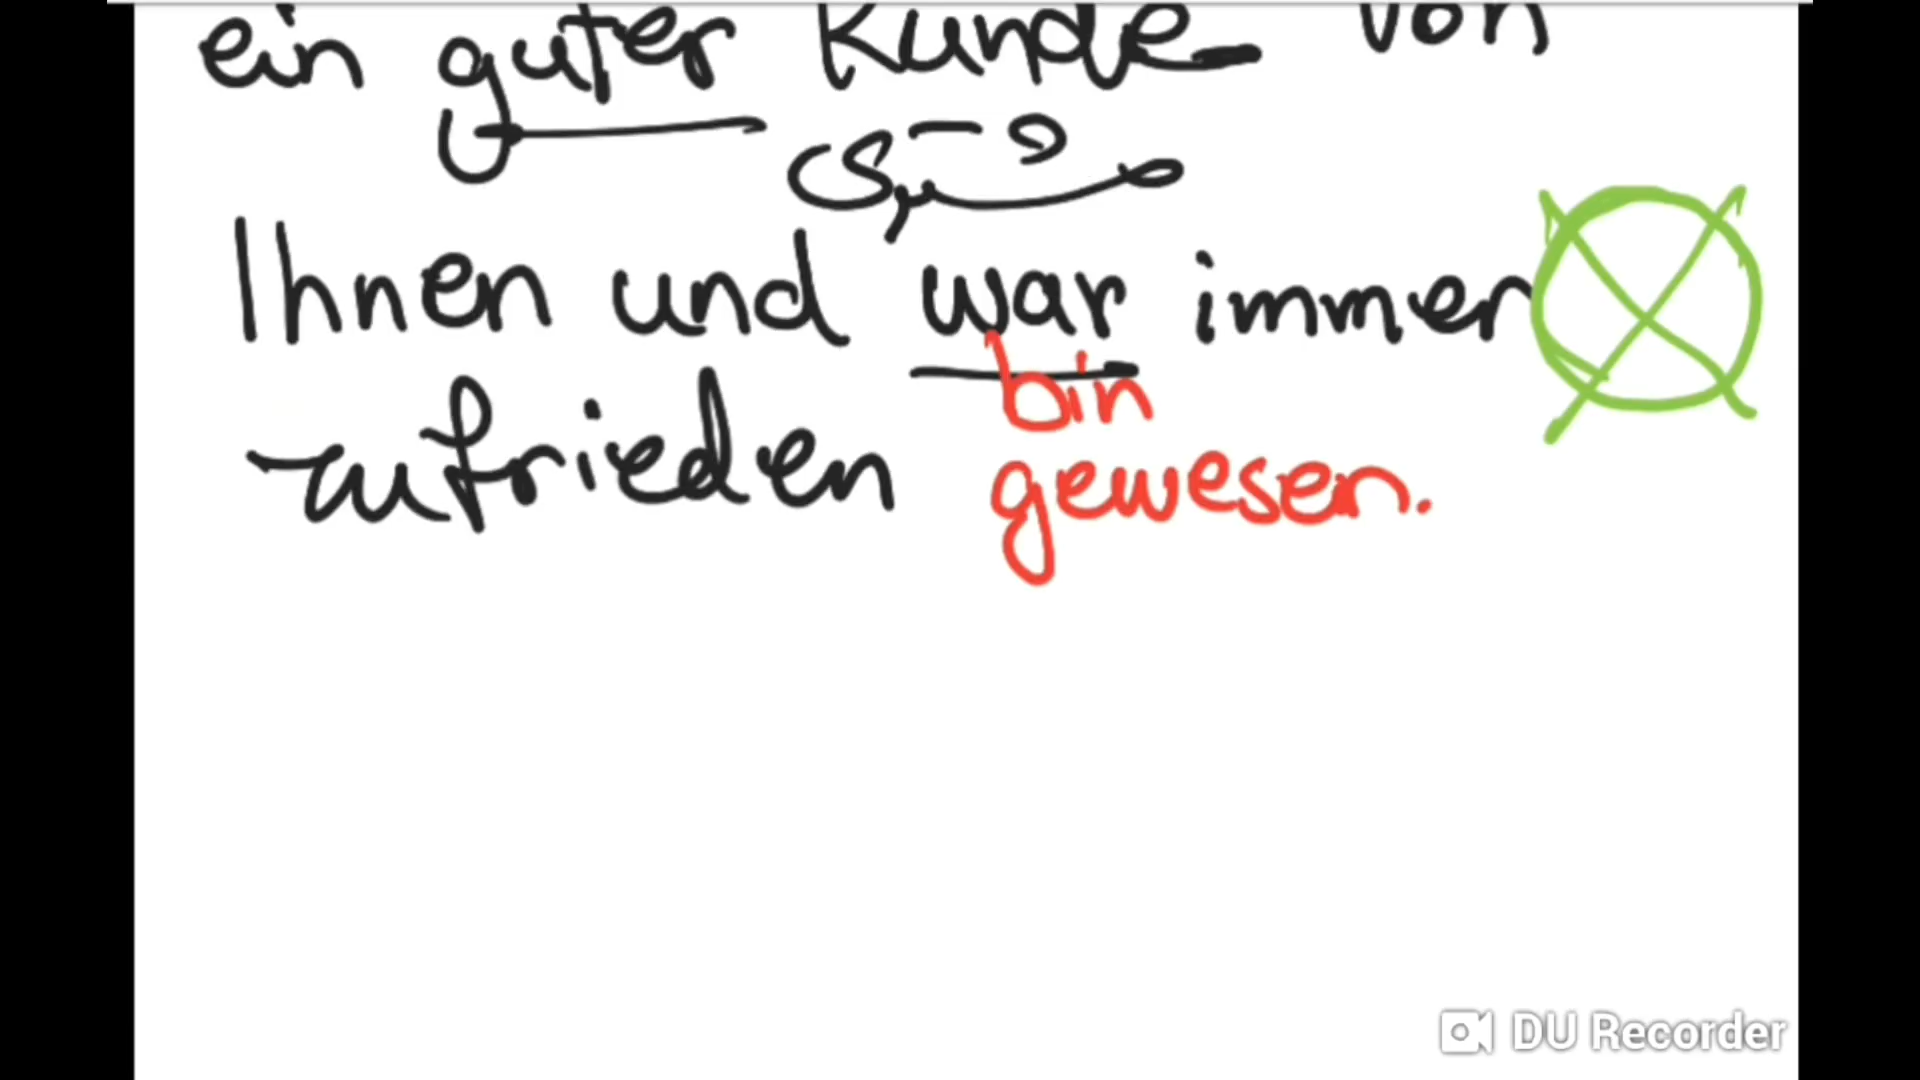 ein guter Kunde von
Ihnen und war immer
bin
zufrieden gewesen.
DU Recorder